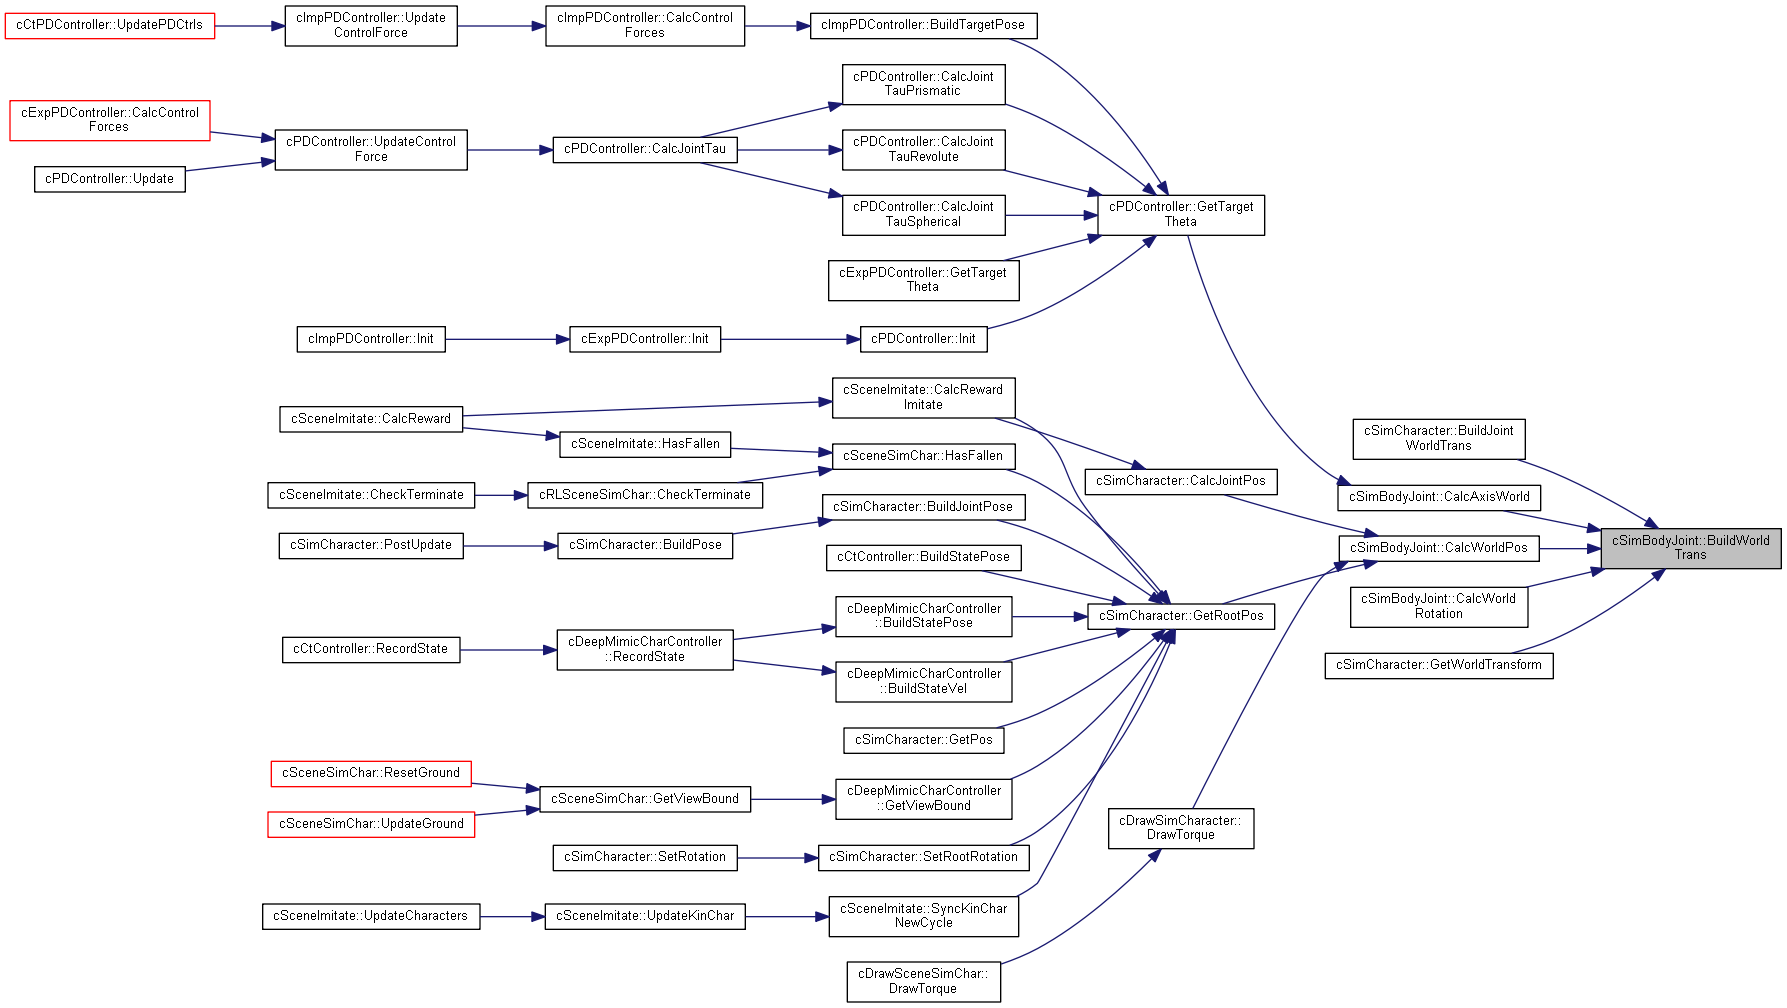 cCtPDController::UpdatePDCtrls
cImpPDController::Update
ControlForce
cImpPDController::CalcControl
Forces
cImpPDController::BuildTargetPose
cPDController::CalcJoint
TauPrismatic
cExpPDController::CalcControl
Forces
cPDController::UpdateControl
Force
cPDController::CalcJointTau
cPDController::CalcJoint
TauRevolute
cPDController::Update
cPDController::CalcJoint
TauSpherical
cPDController::GetTarget
Theta
cExpPDController::GetTarget
Theta
cImpPDController::Init
cExpPDController::Init
cPDController::Init
cSceneImitate::CalcReward
Imitate
cSceneImitate::CalcReward
cSceneImitate::HasFallen
cSceneSimChar::HasFallen
cSimCharacter::BuildJoint
WorldTrans
cSimCharacter::CalcJointPos
cSceneImitate::CheckTerminate
cRLSceneSimChar::CheckTerminate
cSimBodyJoint::CalcAxisWorld
cSimCharacter::BuildJointPose
cSimCharacter::PostUpdate
cSimCharacter::BuildPose
cSimBodyJoint::CalcWorldPos
cSimBodyJoint::BuildWorld
Trans
cCtController::BuildStatePose
cSimBodyJoint::CalcWorld
Rotation
cDeepMimicCharController
::BuildStatePose
cSimCharacter::GetRootPos
cCtController::RecordState
cDeepMimicCharController
::RecordState
cSimCharacter::GetWorldTransform
cDeepMimicCharController
::BuildStateVel
cSimCharacter::GetPos
cSceneSimChar::ResetGround
cSceneSimChar::GetViewBound
cDeepMimicCharController
::GetViewBound
cSceneSimChar::UpdateGround
cDrawSimCharacter::
DrawTorque
cSimCharacter::SetRotation
cSimCharacter::SetRootRotation
cSceneImitate::UpdateCharacters
cSceneImitate::UpdateKinChar
cSceneImitate::SyncKinChar
NewCycle
cDrawSceneSimChar::
DrawTorque